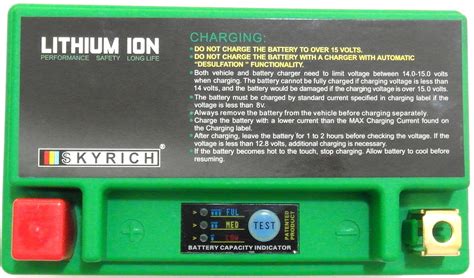 LITHIUM ION
PERFORMANCE SAFETY LONG LIFE
CHARGING:
• DO NOT CHARGE THE BATTERY TO OVER 15 VOLTS.
• DO NOT CHARGE THE BATTERY WITH A CHARGER WITH AUTOMATIC
"DESULFATION" FUNCTIONALITY.
• Both vehicle and battery charger need to limit voltage between 14.0-15.0
when charging. The battery cannot be fully charged if charging voltage is less than
14 volts, and the battery would be damaged if the charging voltage is over 15.0 volts.
• The battery must be charged by standard current specified in charging label if the
voltage is less than 8v.
• Always remove the battery from the vehicle before charging separately.
• Charge the battery with a lower current than the MAX Charging Current found on
the Charging label.
• After charging, leave the battery for 1 to 2 hours before checking the voltage. If the
voltage is less than 12.8 volts, additional charging is necessary.
• If the battery becomes hot to the touch, stop charging. Allow battery to cool before
resuming.
SKYRICH ®
FUL
MED
LOW
TEST
PATENTED
PRODUCT
BATTERY CAPACITY INDICATOR